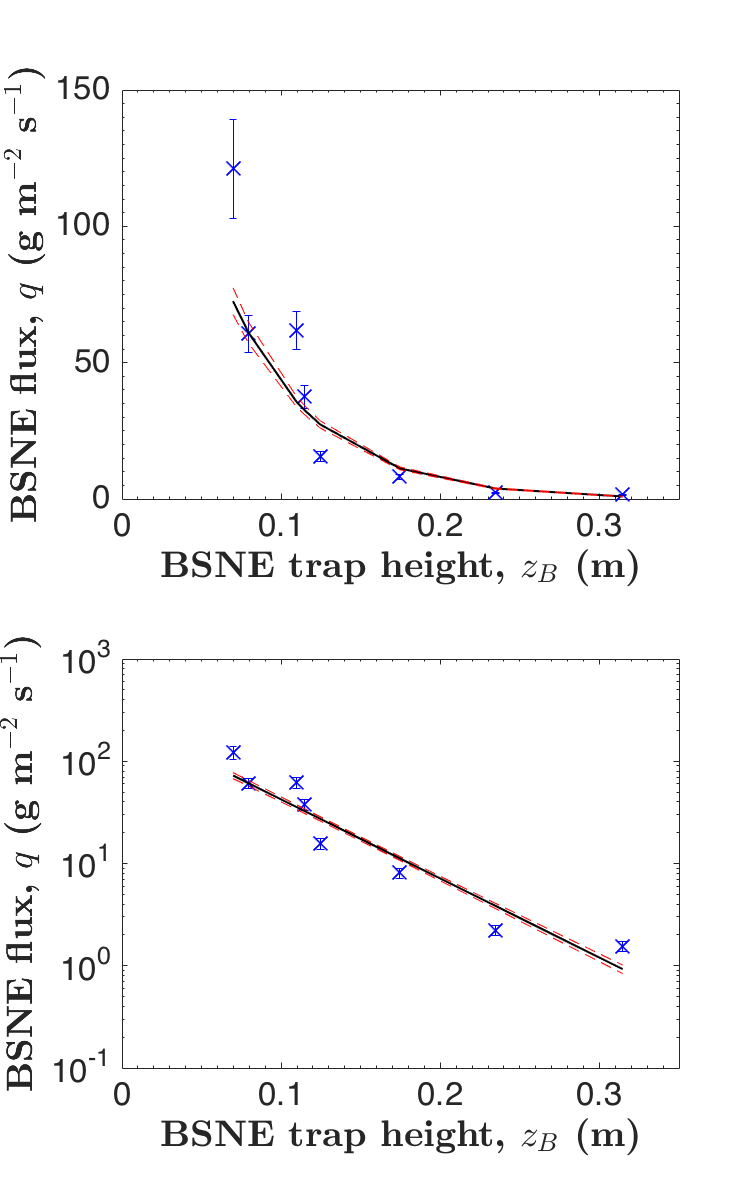 150
100
50
0
0 0.1 0.2 0.3
BSNE flux, q (g m⁻² s⁻¹)
BSNE trap height, z_B (m)
10³
10²
10¹
10⁰
10⁻¹
0 0.1 0.2 0.3
BSNE flux, q (g m⁻² s⁻¹)
BSNE trap height, z_B (m)